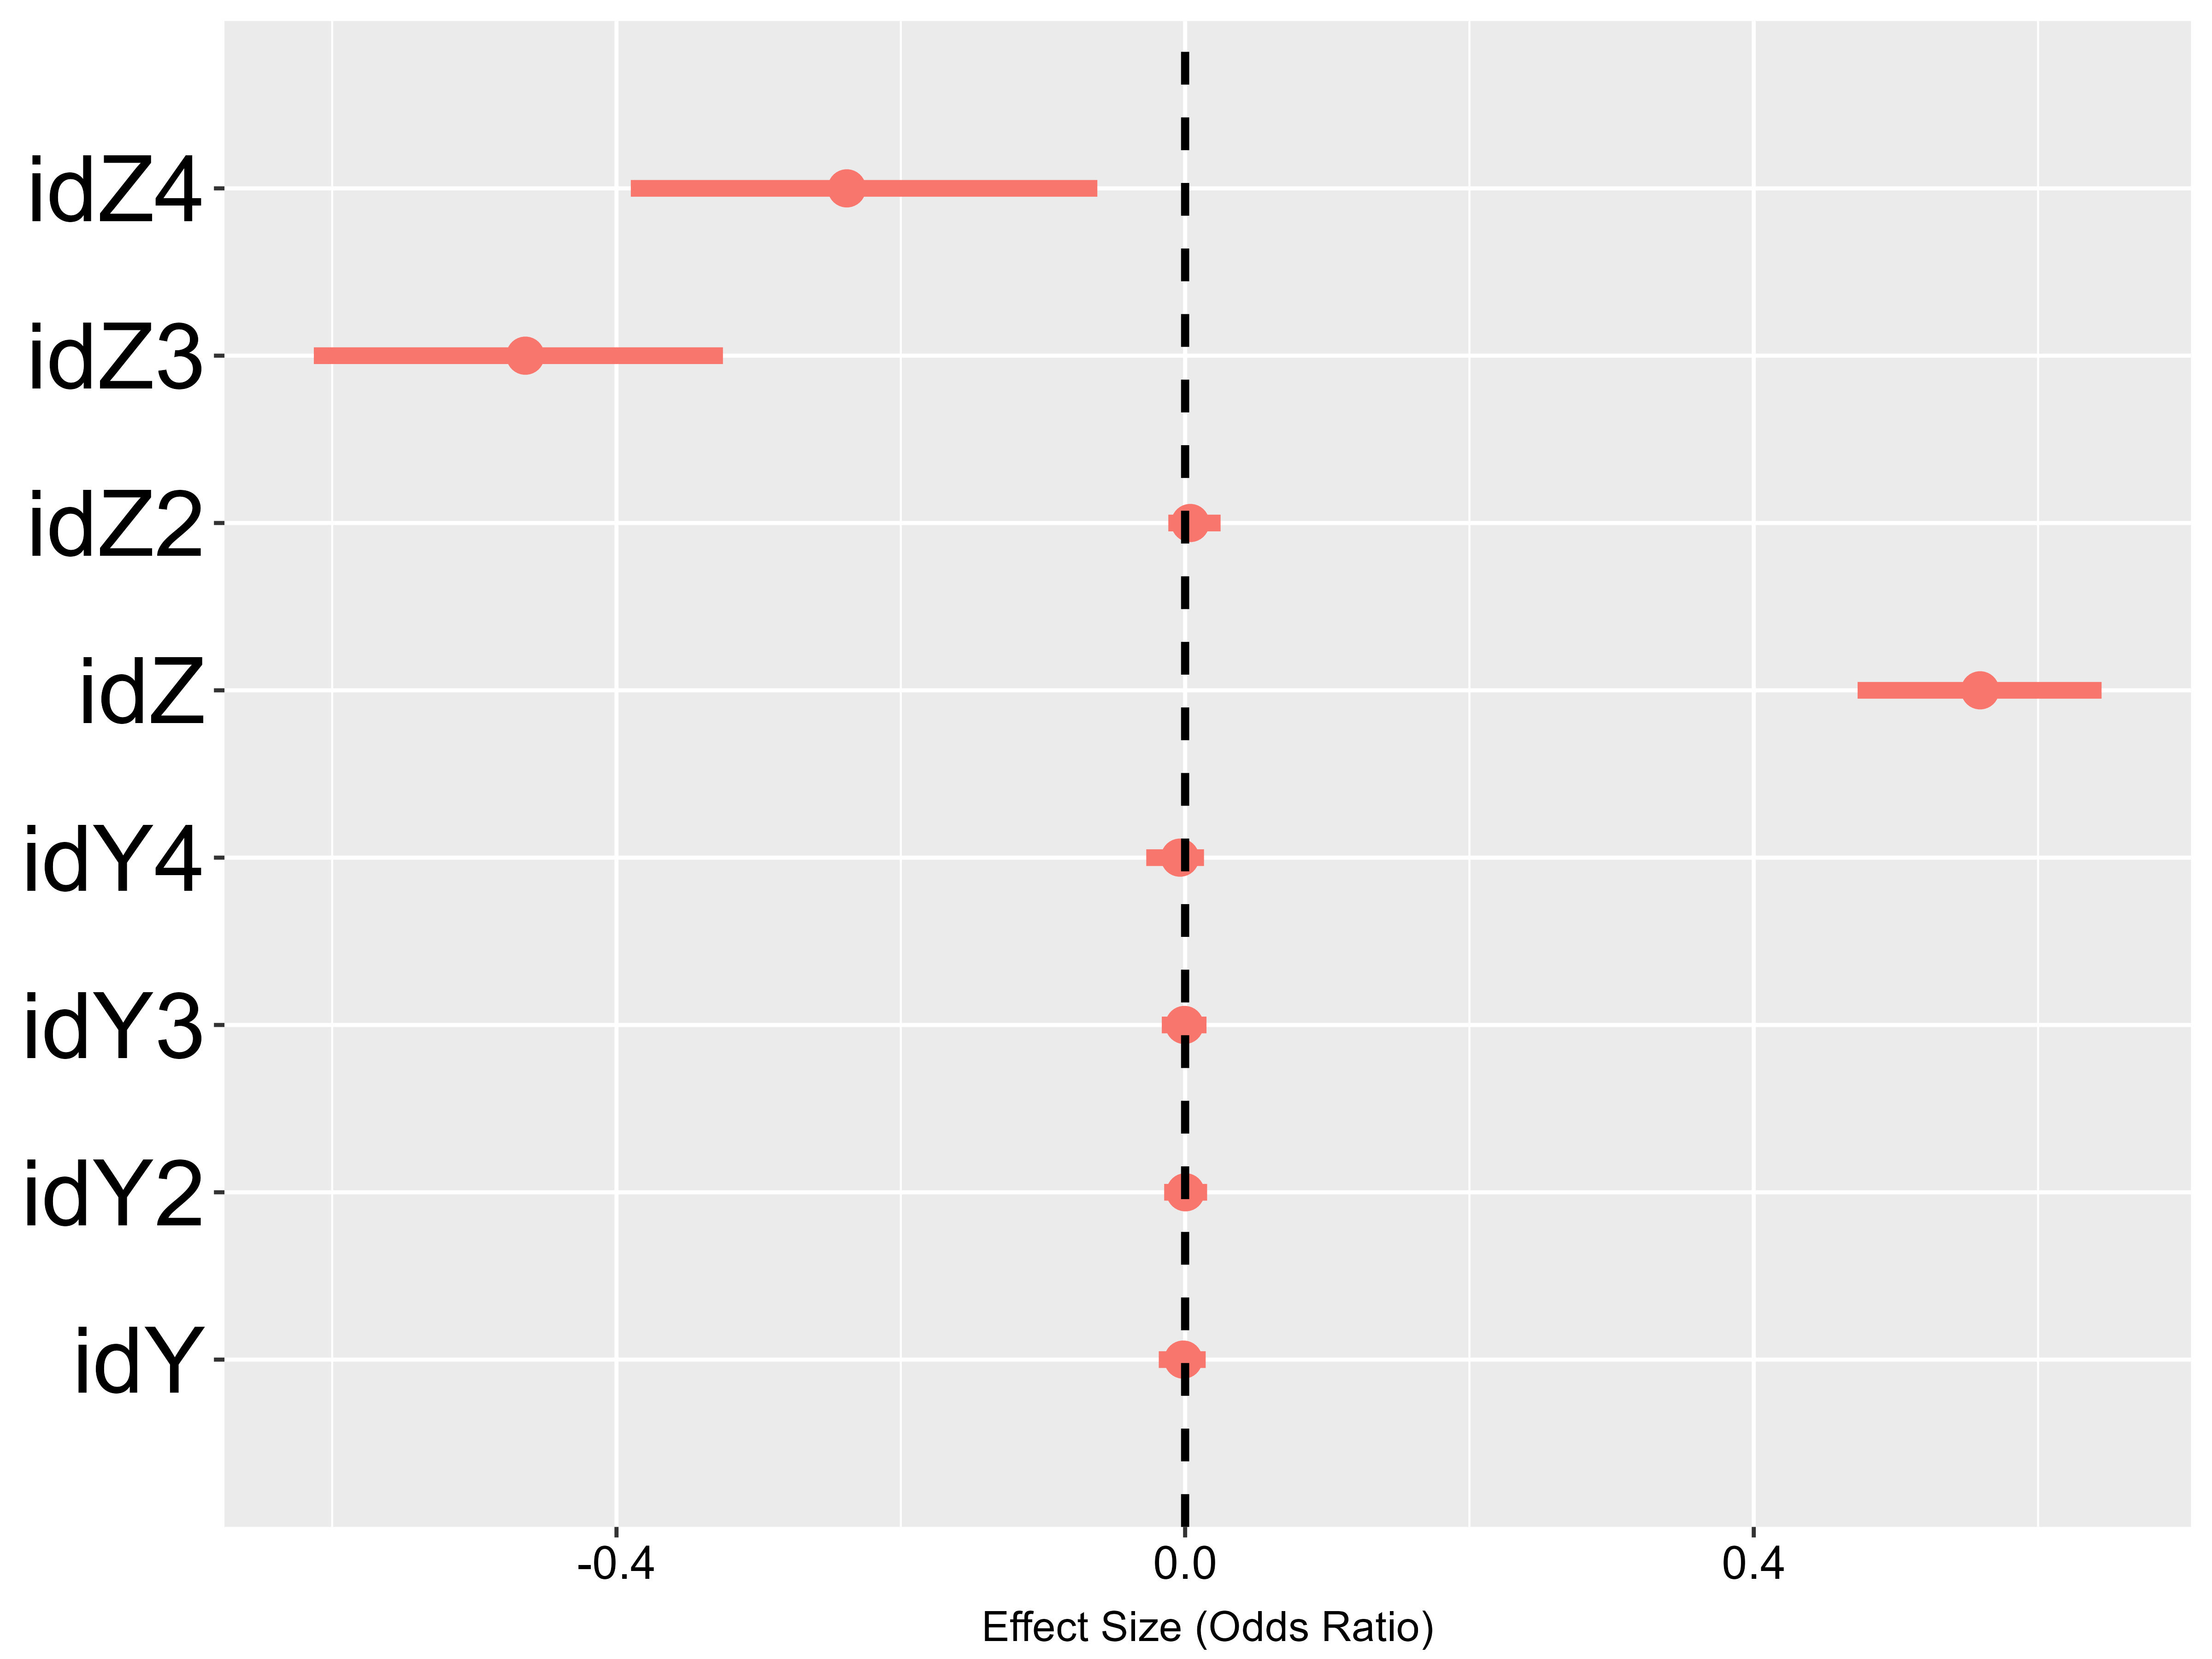 idZ4
idZ3
idZ2
idZ
idY4
idY3
idY2
idY
-0.4
0.0
0.4
Effect Size (Odds Ratio)